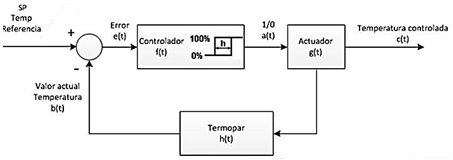 SP
Temp
Referencia
+
-
Error
e(t)
Controlador
f(t)
100%
0%
h
1/0
a(t)
Actuador
g(t)
Temperatura controlada
c(t)
Valor actual
Temperatura
b(t)
Termopar
h(t)